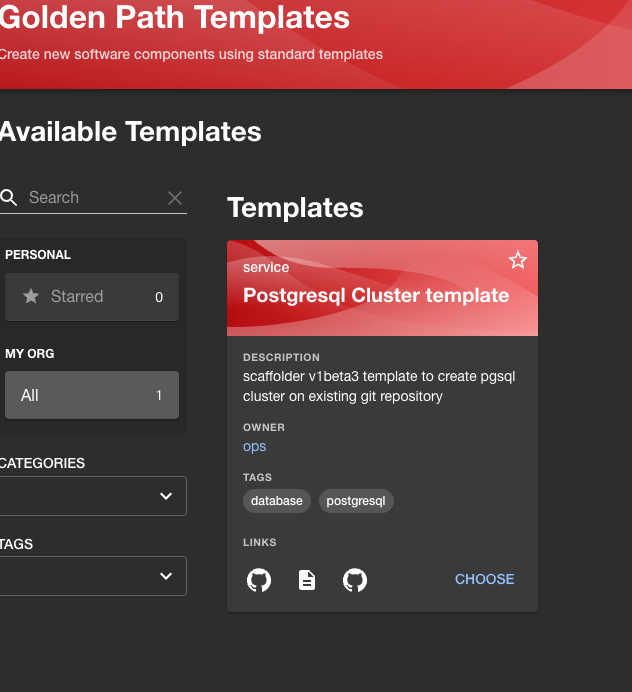 Golden Path Templates
Create new software components using standard templates
Available Templates
Search
PERSONAL
Starred 0
MY ORG
All 1
CATEGORIES
TAGS
Templates
service
Postgresql Cluster template
DESCRIPTION
scaffolder v1beta3 template to create pgsql
cluster on existing git repository
OWNER
ops
TAGS
database postgresql
LINKS
CHOOSE